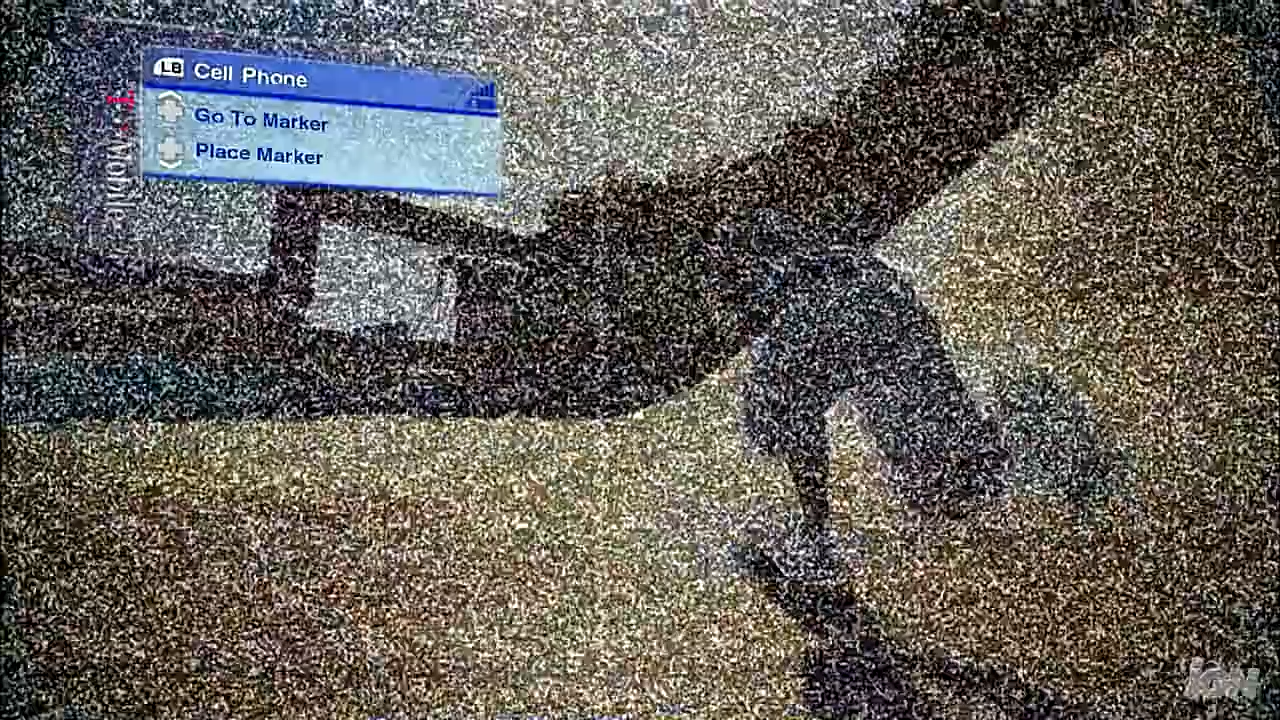 LB Cell Phone
Go To Marker
Place Marker
T·Mobile
IGN